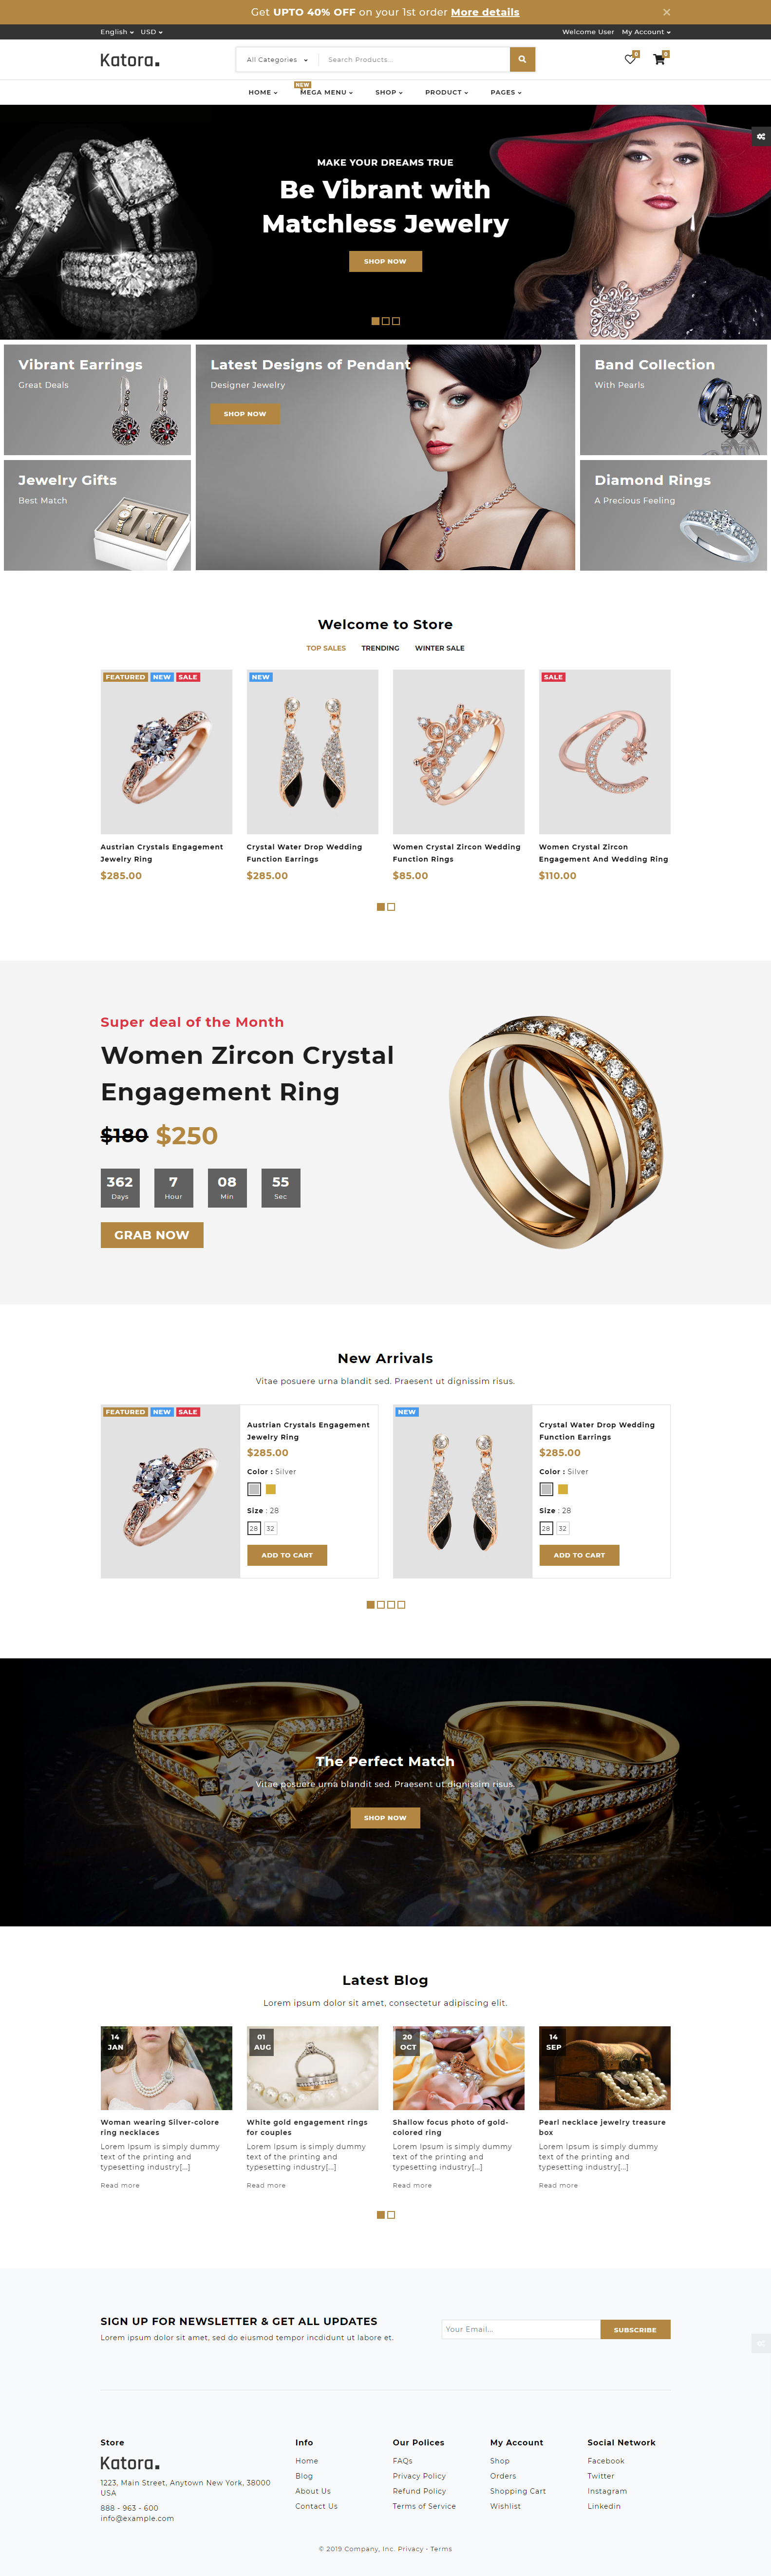 Get UPTO 40% OFF on your 1st order More details
English USD
Welcome User My Account
Katora.
All Categories Search Products...
0 0
NEW
HOME MEGA MENU SHOP PRODUCT PAGES
MAKE YOUR DREAMS TRUE
Be Vibrant with
Matchless Jewelry
SHOP NOW
Vibrant Earrings
Great Deals
Latest Designs of Pendant
Designer Jewelry
SHOP NOW
Band Collection
With Pearls
Jewelry Gifts
Best Match
Diamond Rings
A Precious Feeling
Welcome to Store
TOP SALES TRENDING WINTER SALE
FEATURED NEW SALE
NEW
SALE
Austrian Crystals Engagement
Jewelry Ring
$285.00
Crystal Water Drop Wedding
Function Earrings
$285.00
Women Crystal Zircon Wedding
Function Rings
$85.00
Women Crystal Zircon
Engagement And Wedding Ring
$110.00
Super deal of the Month
Women Zircon Crystal
Engagement Ring
$180 $250
362 7 08 55
Days Hour Min Sec
GRAB NOW
New Arrivals
Vitae posuere urna blandit sed. Praesent ut dignissim risus.
FEATURED NEW SALE
Austrian Crystals Engagement
Jewelry Ring
$285.00
Color : Silver
Size : 28
28 32
ADD TO CART
NEW
Crystal Water Drop Wedding
Function Earrings
$285.00
Color : Silver
Size : 28
28 32
ADD TO CART
The Perfect Match
Vitae posuere urna blandit sed. Praesent ut dignissim risus.
SHOP NOW
Latest Blog
Lorem ipsum dolor sit amet, consectetur adipiscing elit.
14
JAN
Woman wearing Silver-colore
ring necklaces
Lorem Ipsum is simply dummy
text of the printing and
typesetting industry[...]
Read more
01
AUG
White gold engagement rings
for couples
Lorem Ipsum is simply dummy
text of the printing and
typesetting industry[...]
Read more
20
OCT
Shallow focus photo of gold-
colored ring
Lorem Ipsum is simply dummy
text of the printing and
typesetting industry[...]
Read more
14
SEP
Pearl necklace jewelry treasure
box
Lorem Ipsum is simply dummy
text of the printing and
typesetting industry[...]
Read more
SIGN UP FOR NEWSLETTER & GET ALL UPDATES
Lorem ipsum dolor sit amet, sed do eiusmod tempor incdidunt ut labore et.
Your Email...
SUBSCRIBE
Store
Katora.
1223, Main Street, Anytown New York, 38000
USA
888 - 963 - 600
info@example.com
Info
Home
Blog
About Us
Contact Us
Our Polices
FAQs
Privacy Policy
Refund Policy
Terms of Service
My Account
Shop
Orders
Shopping Cart
Wishlist
Social Network
Facebook
Twitter
Instagram
Linkedin
© 2019 Company, Inc. Privacy - Terms